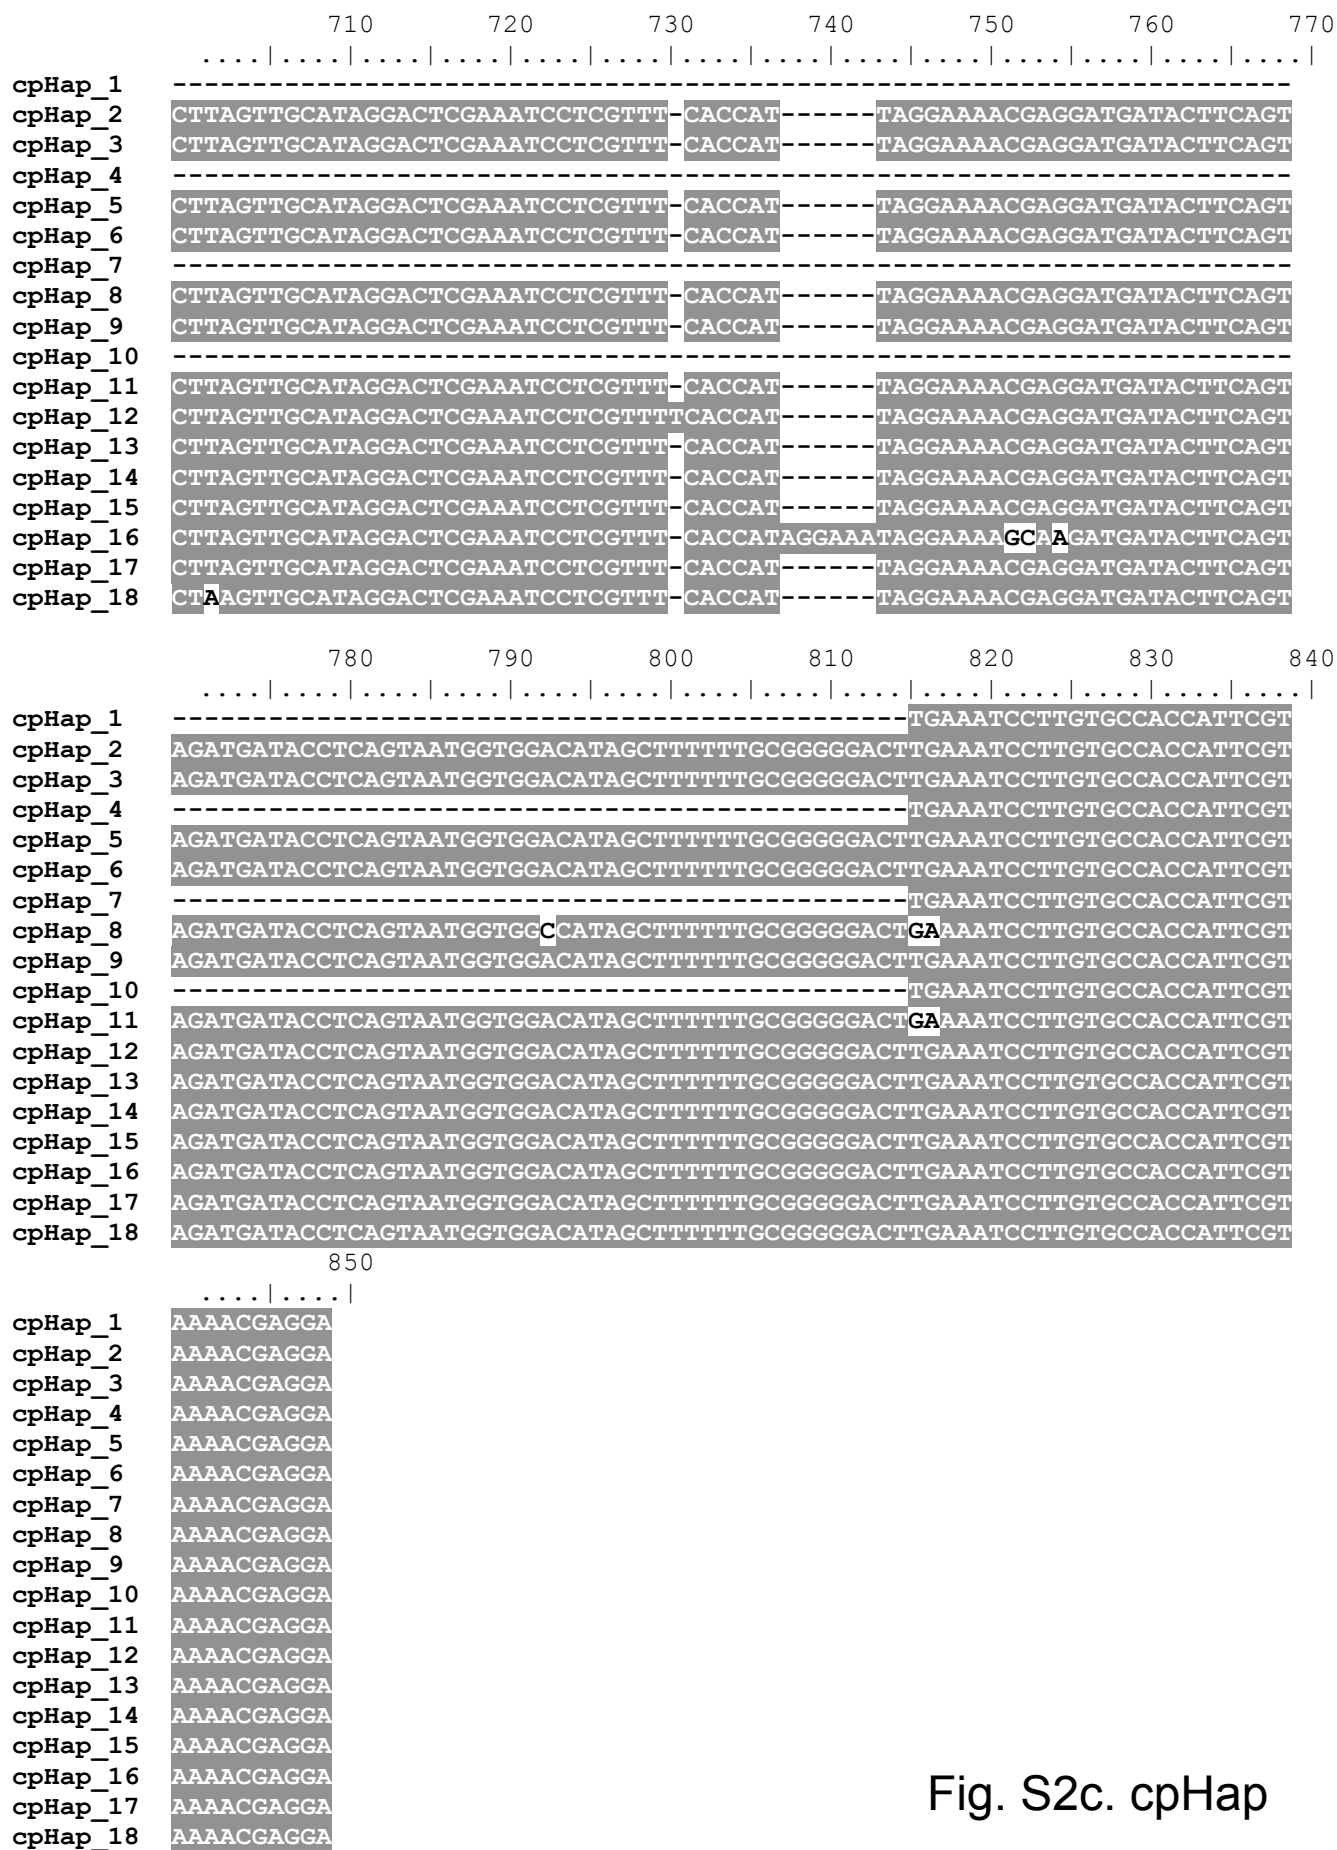 710 720 730 740 750 760 770
....|....|....|....|....|....|....|....|....|....|....|....|....|....|
cpHap_1 ----------------------------------------------------------------------
cpHap_2 CTTAGTTGCATAGGACTCGAAATCCTCGTTT-CACCAT------TAGGAAAACGAGGATGATACTTCAGT
cpHap_3 CTTAGTTGCATAGGACTCGAAATCCTCGTTT-CACCAT------TAGGAAAACGAGGATGATACTTCAGT
cpHap_4 ----------------------------------------------------------------------
cpHap_5 CTTAGTTGCATAGGACTCGAAATCCTCGTTT-CACCAT------TAGGAAAACGAGGATGATACTTCAGT
cpHap_6 CTTAGTTGCATAGGACTCGAAATCCTCGTTT-CACCAT------TAGGAAAACGAGGATGATACTTCAGT
cpHap_7 ----------------------------------------------------------------------
cpHap_8 CTTAGTTGCATAGGACTCGAAATCCTCGTTT-CACCAT------TAGGAAAACGAGGATGATACTTCAGT
cpHap_9 CTTAGTTGCATAGGACTCGAAATCCTCGTTT-CACCAT------TAGGAAAACGAGGATGATACTTCAGT
cpHap_10 ----------------------------------------------------------------------
cpHap_11 CTTAGTTGCATAGGACTCGAAATCCTCGTTT-CACCAT------TAGGAAAACGAGGATGATACTTCAGT
cpHap_12 CTTAGTTGCATAGGACTCGAAATCCTCGTTTTCACCAT------TAGGAAAACGAGGATGATACTTCAGT
cpHap_13 CTTAGTTGCATAGGACTCGAAATCCTCGTTT-CACCAT------TAGGAAAACGAGGATGATACTTCAGT
cpHap_14 CTTAGTTGCATAGGACTCGAAATCCTCGTTT-CACCAT------TAGGAAAACGAGGATGATACTTCAGT
cpHap_15 CTTAGTTGCATAGGACTCGAAATCCTCGTTT-CACCAT------TAGGAAAACGAGGATGATACTTCAGT
cpHap_16 CTTAGTTGCATAGGACTCGAAATCCTCGTTT-CACCATAGGAAATAGGAAAAGCAAGATGATACTTCAGT
cpHap_17 CTTAGTTGCATAGGACTCGAAATCCTCGTTT-CACCAT------TAGGAAAACGAGGATGATACTTCAGT
cpHap_18 CTAAGTTGCATAGGACTCGAAATCCTCGTTT-CACCAT------TAGGAAAACGAGGATGATACTTCAGT
780 790 800 810 820 830 840
....|....|....|....|....|....|....|....|....|....|....|....|....|....|
cpHap_1 ----------------------------------------------TGAAATCCTTGTGCCACCATTCGT
cpHap_2 AGATGATACCTCAGTAATGGTGGACATAGCTTTTTTGCGGGGGACTTGAAATCCTTGTGCCACCATTCGT
cpHap_3 AGATGATACCTCAGTAATGGTGGACATAGCTTTTTTGCGGGGGACTTGAAATCCTTGTGCCACCATTCGT
cpHap_4 ----------------------------------------------TGAAATCCTTGTGCCACCATTCGT
cpHap_5 AGATGATACCTCAGTAATGGTGGACATAGCTTTTTTGCGGGGGACTTGAAATCCTTGTGCCACCATTCGT
cpHap_6 AGATGATACCTCAGTAATGGTGGACATAGCTTTTTTGCGGGGGACTTGAAATCCTTGTGCCACCATTCGT
cpHap_7 ----------------------------------------------TGAAATCCTTGTGCCACCATTCGT
cpHap_8 AGATGATACCTCAGTAATGGTGGCCATAGCTTTTTTGCGGGGGACTGAAAATCCTTGTGCCACCATTCGT
cpHap_9 AGATGATACCTCAGTAATGGTGGACATAGCTTTTTTGCGGGGGACTTGAAATCCTTGTGCCACCATTCGT
cpHap_10 ----------------------------------------------TGAAATCCTTGTGCCACCATTCGT
cpHap_11 AGATGATACCTCAGTAATGGTGGACATAGCTTTTTTGCGGGGGACTGAAAATCCTTGTGCCACCATTCGT
cpHap_12 AGATGATACCTCAGTAATGGTGGACATAGCTTTTTTGCGGGGGACTTGAAATCCTTGTGCCACCATTCGT
cpHap_13 AGATGATACCTCAGTAATGGTGGACATAGCTTTTTTGCGGGGGACTTGAAATCCTTGTGCCACCATTCGT
cpHap_14 AGATGATACCTCAGTAATGGTGGACATAGCTTTTTTGCGGGGGACTTGAAATCCTTGTGCCACCATTCGT
cpHap_15 AGATGATACCTCAGTAATGGTGGACATAGCTTTTTTGCGGGGGACTTGAAATCCTTGTGCCACCATTCGT
cpHap_16 AGATGATACCTCAGTAATGGTGGACATAGCTTTTTTGCGGGGGACTTGAAATCCTTGTGCCACCATTCGT
cpHap_17 AGATGATACCTCAGTAATGGTGGACATAGCTTTTTTGCGGGGGACTTGAAATCCTTGTGCCACCATTCGT
cpHap_18 AGATGATACCTCAGTAATGGTGGACATAGCTTTTTTGCGGGGGACTTGAAATCCTTGTGCCACCATTCGT
850
....|....|
cpHap_1 AAAACGAGGA
cpHap_2 AAAACGAGGA
cpHap_3 AAAACGAGGA
cpHap_4 AAAACGAGGA
cpHap_5 AAAACGAGGA
cpHap_6 AAAACGAGGA
cpHap_7 AAAACGAGGA
cpHap_8 AAAACGAGGA
cpHap_9 AAAACGAGGA
cpHap_10 AAAACGAGGA
cpHap_11 AAAACGAGGA
cpHap_12 AAAACGAGGA
cpHap_13 AAAACGAGGA
cpHap_14 AAAACGAGGA
cpHap_15 AAAACGAGGA
cpHap_16 AAAACGAGGA
cpHap_17 AAAACGAGGA
cpHap_18 AAAACGAGGA
Fig. S2c. cpHap